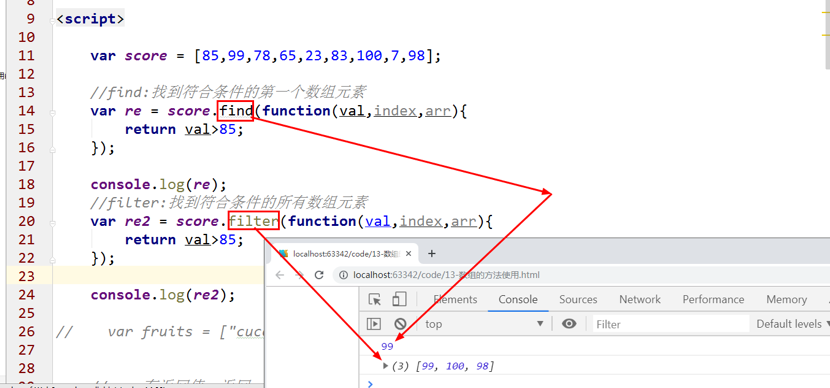 8
9 <script>
10
11 var score = [85,99,78,65,23,83,100,7,98];
12
13 //find:找到符合条件的第一个数组元素
14 var re = score.find(function(val,index,arr){
15 return val>85;
16 });
17
18 console.log(re);
19 //filter:找到符合条件的所有数组元素
20 var re2 = score.filter(function(val,index,arr){
21 return val>85;
22 });
23
24 console.log(re2);
25
26 // var fruits = ["cuc
27
28
localhost:63342/code/13-数组
localhost:63342/code/13-数组的方法使用.html
Elements Console Sources Network Performance Memory
top Filter Default levels
99
(3) [99, 100, 98]